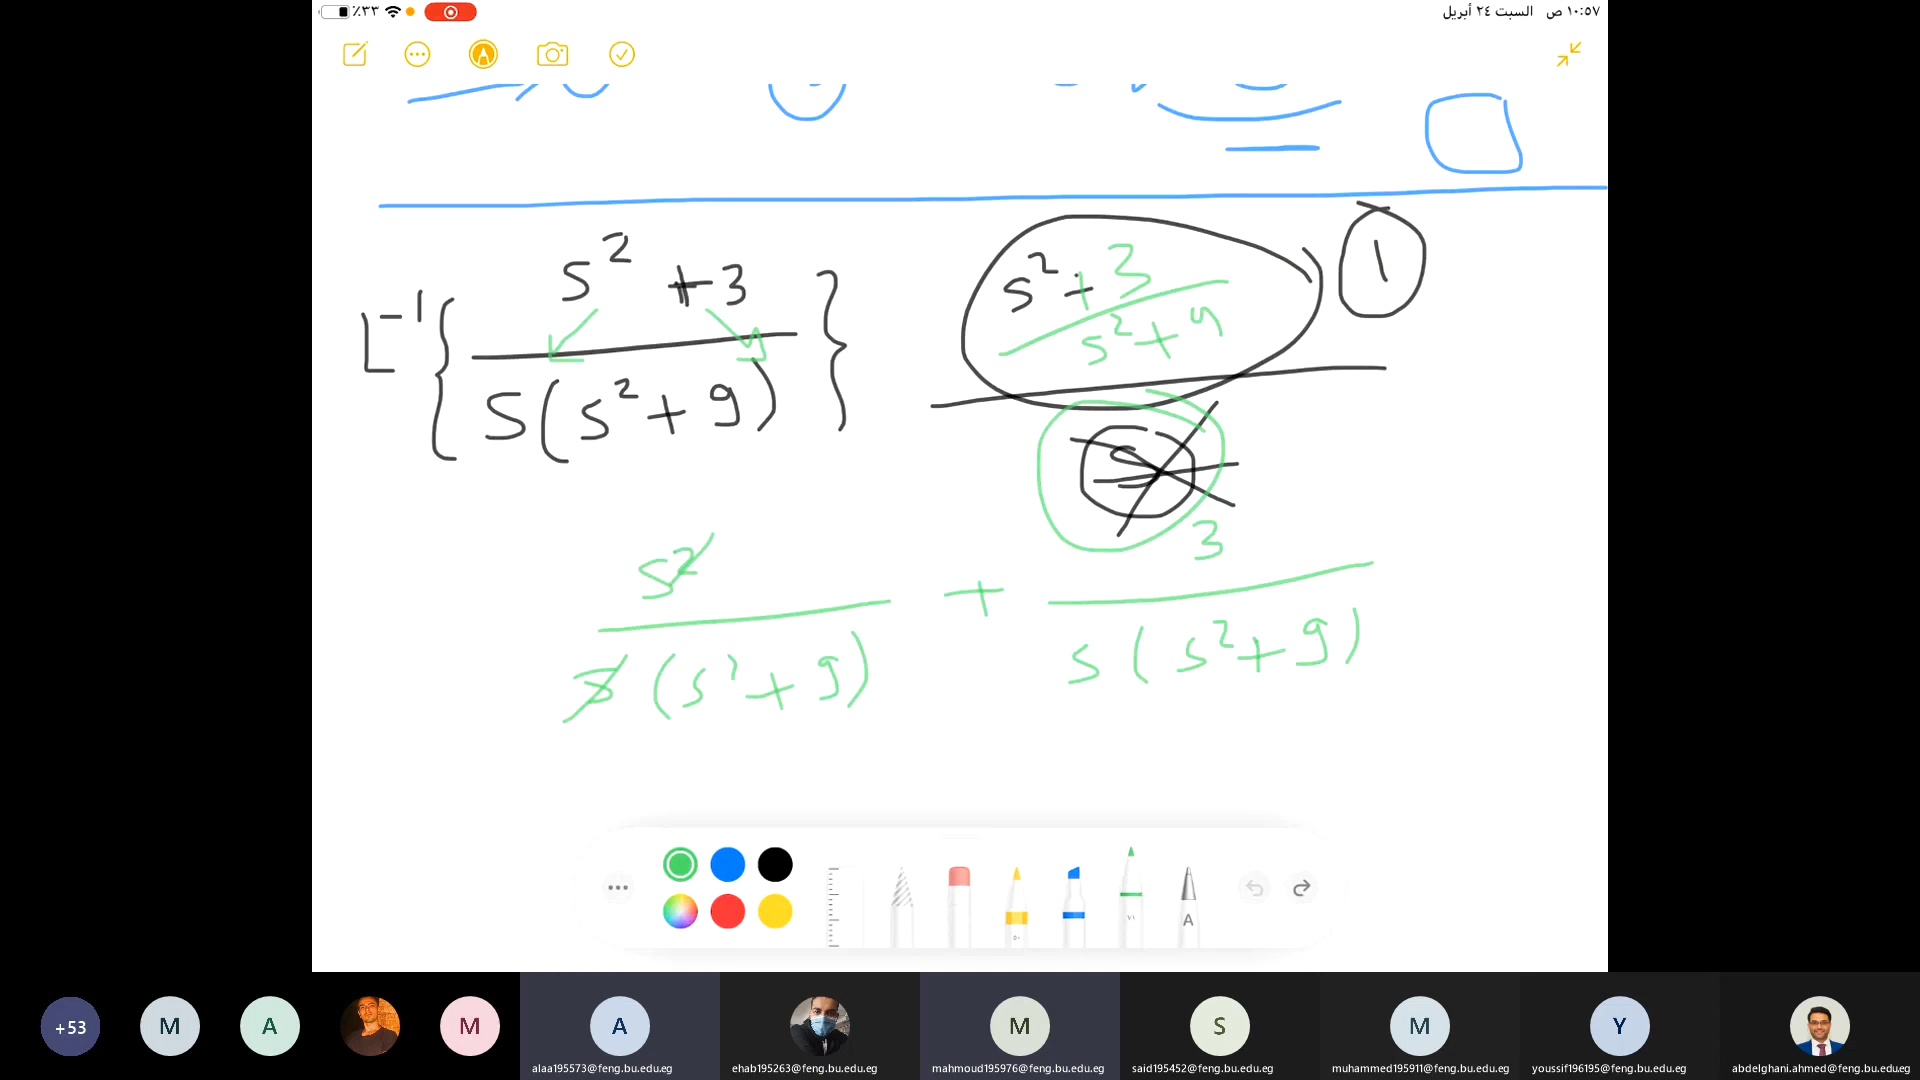 ٪٣٣
١٠:٥٧ ص السبت ٢٤ أبريل
L⁻¹{ s² + 3 / s(s² + 9) }
s² + 3 / s² + 9
1
s² / s(s² + 9) + 3 / s(s² + 9)
A
+53
M
A
M
A
M
S
M
Y
alaa195573@feng.bu.edu.eg
ehab195263@feng.bu.edu.eg
mahmoud195976@feng.bu.edu.eg
said195452@feng.bu.edu.eg
muhammed195911@feng.bu.edu.eg
youssif196195@feng.bu.edu.eg
abdelghani.ahmed@feng.bu.edu.eg